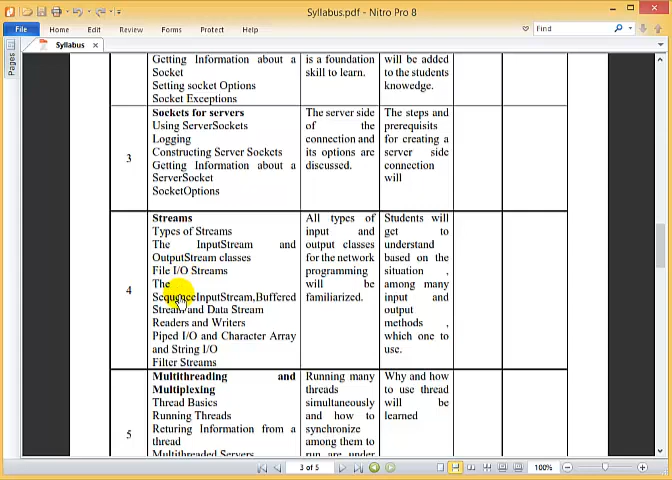 Syllabus.pdf - Nitro Pro 8
File
Home
Edit
Review
Forms
Protect
Help
Find
Syllabus
Pages
Getting Information about a
Socket
Setting socket Options
Socket Exceptions
is a foundation
skill to learn.
will be added
to the students
knowedge.
3
Sockets for servers
Using ServerSockets
Logging
Constructing Server Sockets
Getting Information about a
ServerSocket
SocketOptions
The server side
of the
connection and
its options are
discussed.
The steps and
prerequisits
for creating a
server side
connection
will
4
Streams
Types of Streams
The InputStream and
OutputStream classes
File I/O Streams
The
SequenceInputStream,Buffered
Stream and Data Stream
Readers and Writers
Piped I/O and Character Array
and String I/O
Filter Streams
All types of
input and
output classes
for the network
programming
will be
familiarized.
Students will
get to
understand
based on the
situation ,
among many
input and
output
methods ,
which one to
use.
5
Multithreading and
Multiplexing
Thread Basics
Running Threads
Returing Information from a
thread
Multithreaded Servers
Running many
threads
simultaneously
and how to
synchronize
among them to
run are under
Why and how
to use thread
will be
learned
3 of 5
100%